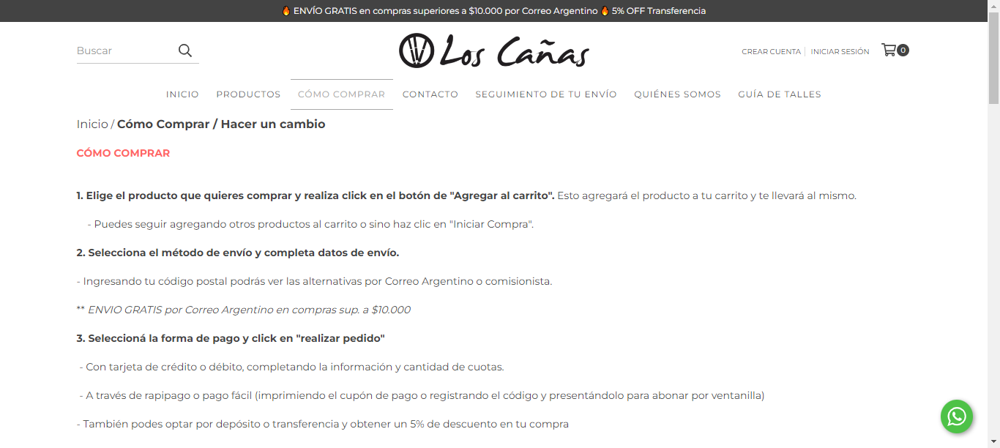 🔥 ENVÍO GRATIS en compras superiores a $10.000 por Correo Argentino 🔥 5% OFF Transferencia
Buscar
Los Cañas
CREAR CUENTA | INICIAR SESIÓN
0
INICIO PRODUCTOS CÓMO COMPRAR CONTACTO SEGUIMIENTO DE TU ENVÍO QUIÉNES SOMOS GUÍA DE TALLES
Inicio / Cómo Comprar / Hacer un cambio
CÓMO COMPRAR
1. Elige el producto que quieres comprar y realiza click en el botón de "Agregar al carrito". Esto agregará el producto a tu carrito y te llevará al mismo.
- Puedes seguir agregando otros productos al carrito o sino haz clic en "Iniciar Compra".
2. Selecciona el método de envío y completa datos de envío.
- Ingresando tu código postal podrás ver las alternativas por Correo Argentino o comisionista.
** ENVIO GRATIS por Correo Argentino en compras sup. a $10.000
3. Seleccioná la forma de pago y click en "realizar pedido"
- Con tarjeta de crédito o débito, completando la información y cantidad de cuotas.
- A través de rapipago o pago fácil (imprimiendo el cupón de pago o registrando el código y presentándolo para abonar por ventanilla)
- También podes optar por depósito o transferencia y obtener un 5% de descuento en tu compra